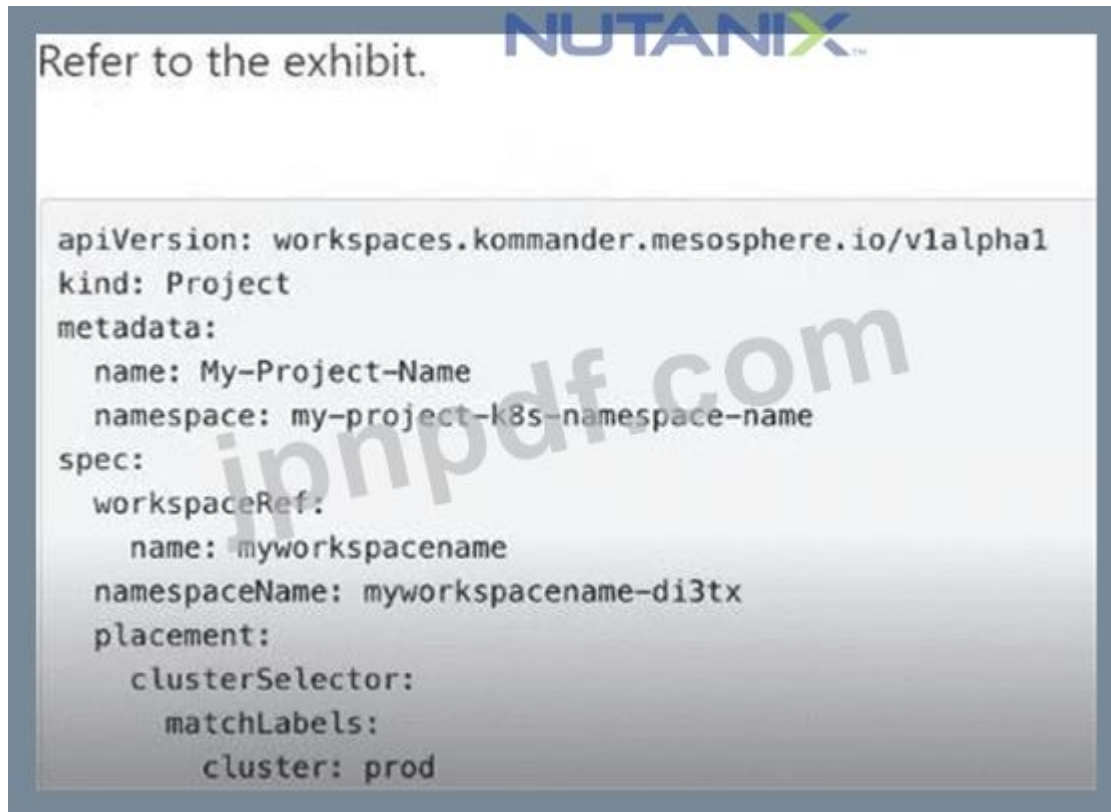 NUTANIX™
Refer to the exhibit.
apiVersion: workspaces.kommander.mesosphere.io/v1alpha1
kind: Project
metadata:
  name: My-Project-Name
  namespace: my-project-k8s-namespace-name
spec:
  workspaceRef:
    name: myworkspacename
  namespaceName: myworkspacename-di3tx
  placement:
    clusterSelector:
      matchLabels:
        cluster: prod
jpnpdf.com